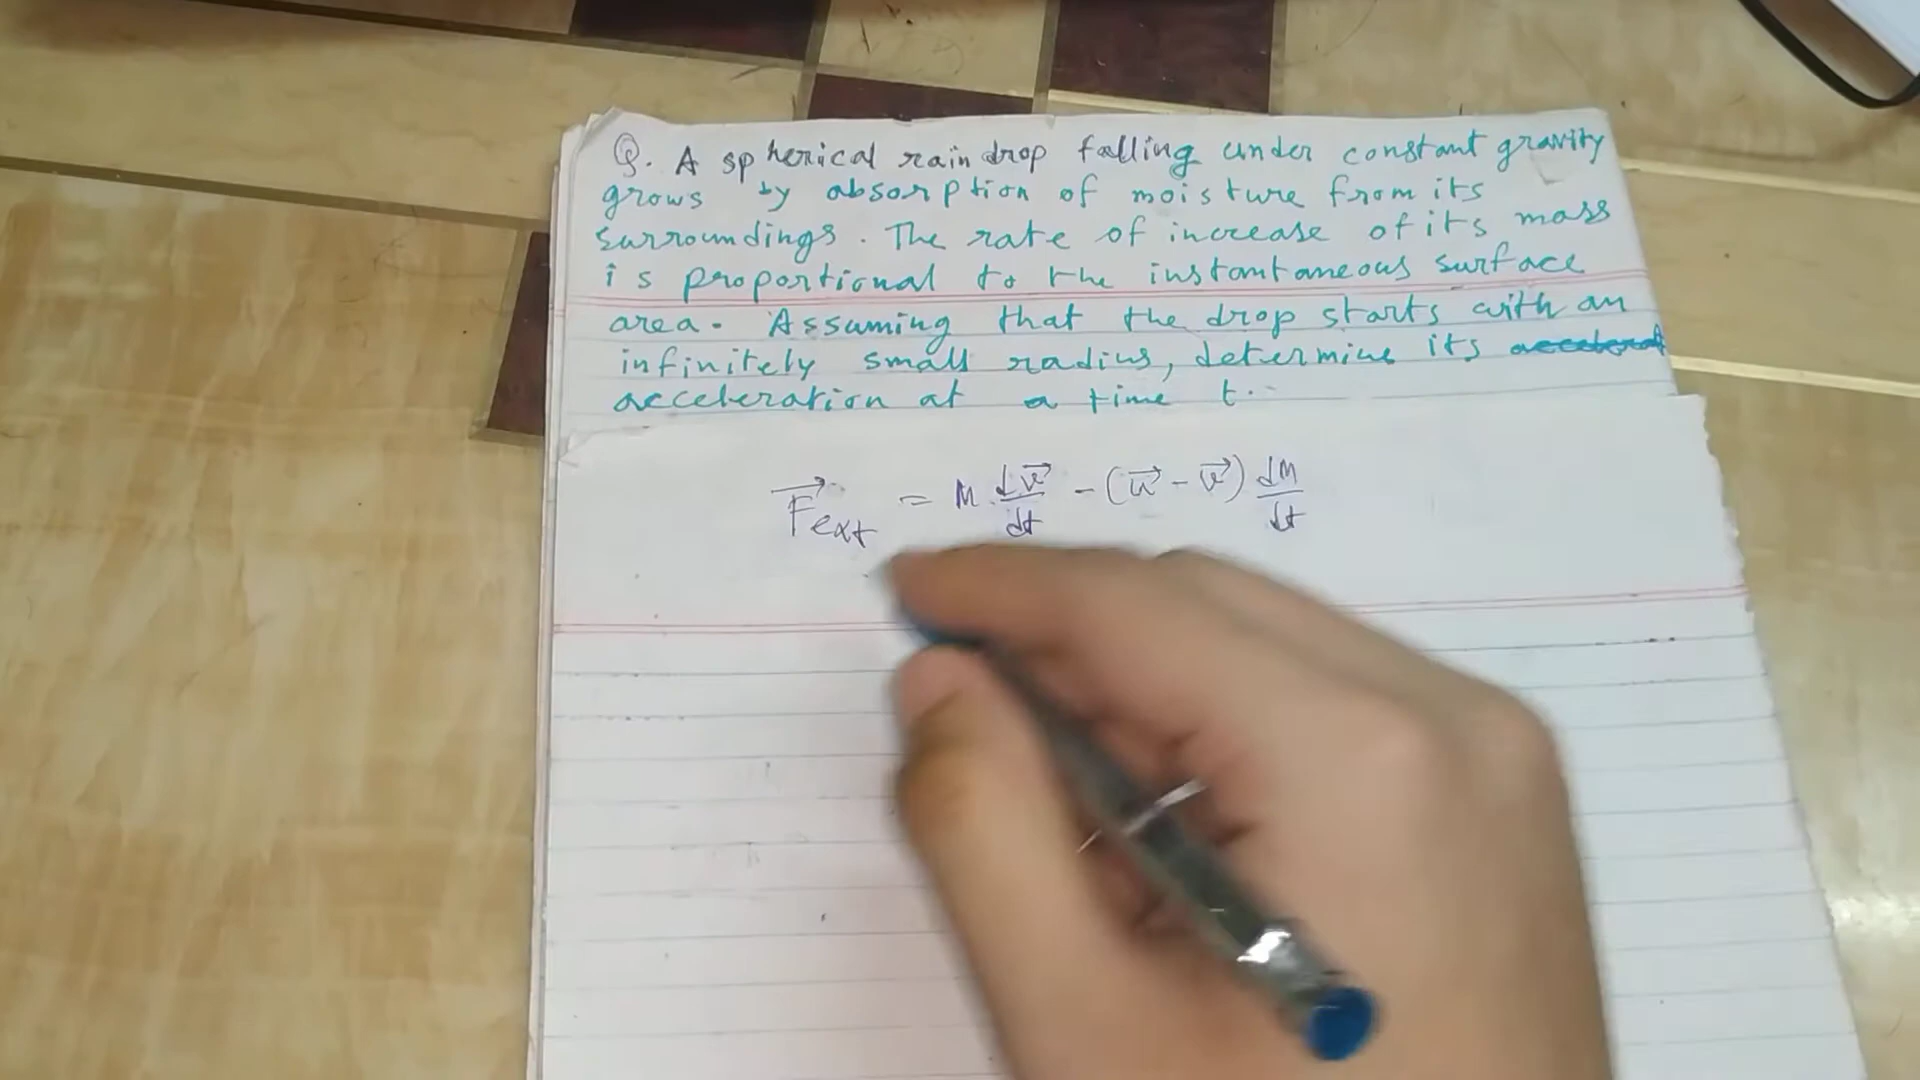 Q. A spherical raindrop falling under constant gravity
grows by absorption of moisture from its
surroundings. The rate of increase of its mass
is proportional to the instantaneous surface
area. Assuming that the drop starts with an
infinitely small radius, determine its
acceleration at a time t.
F⃗ext = M dv⃗/dt - (u⃗ - v⃗) dM/dt